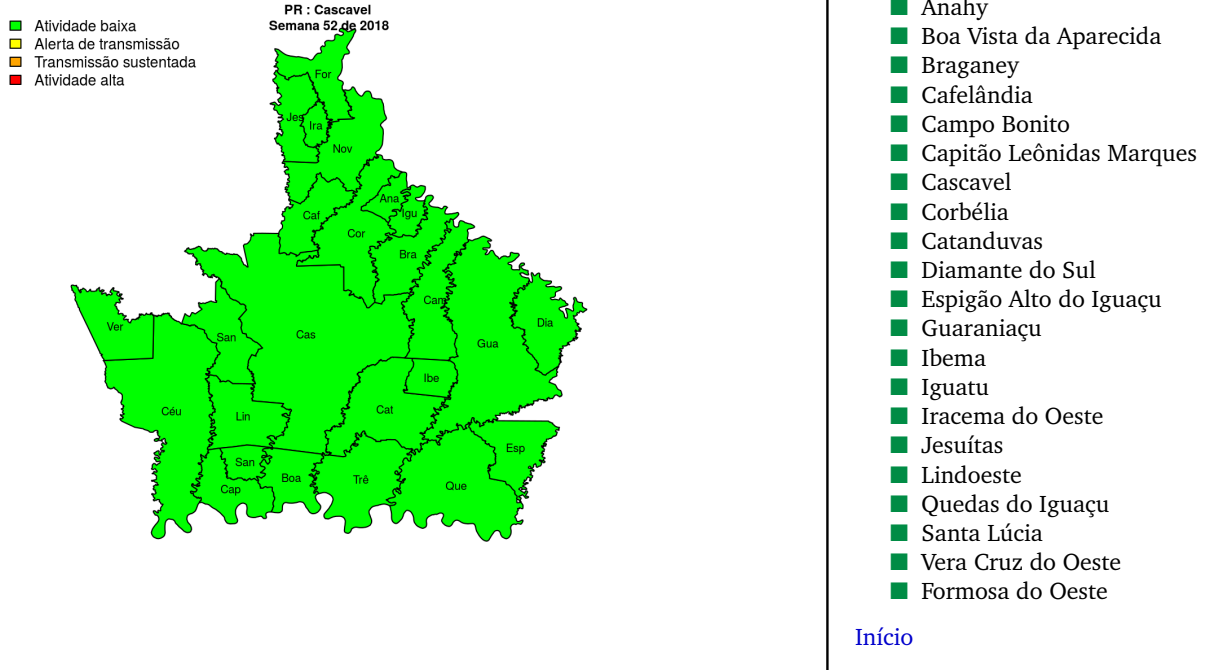 PR : Cascavel
Semana 52 de 2018
Atividade baixa
Alerta de transmissão
Transmissão sustentada
Atividade alta
For
Jes
Ira
Nov
Ana
Caf
Igu
Cor
Bra
Cam
Dia
Ver
Cas
San
Gua
Ibe
Céu
Lin
Cat
Esp
San
Boa
Trê
Que
Cap
Anahy
Boa Vista da Aparecida
Braganey
Cafelândia
Campo Bonito
Capitão Leônidas Marques
Cascavel
Corbélia
Catanduvas
Diamante do Sul
Espigão Alto do Iguaçu
Guaraniaçu
Ibema
Iguatu
Iracema do Oeste
Jesuítas
Lindoeste
Quedas do Iguaçu
Santa Lúcia
Vera Cruz do Oeste
Formosa do Oeste
Início